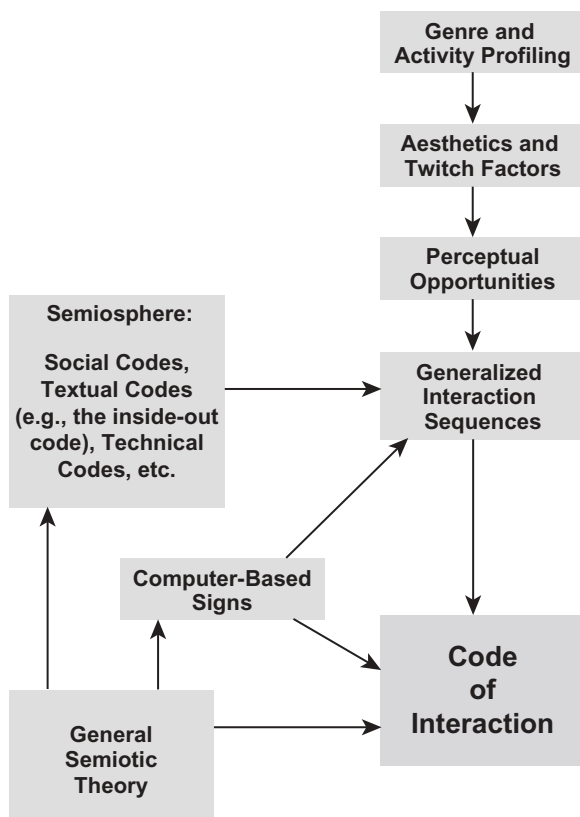 Genre and
Activity Profiling
Aesthetics and
Twitch Factors
Perceptual
Opportunities
Semiosphere:
Social Codes,
Textual Codes
(e.g., the inside-out
code), Technical
Codes, etc.
Generalized
Interaction
Sequences
Computer-Based
Signs
Code
of
Interaction
General
Semiotic
Theory